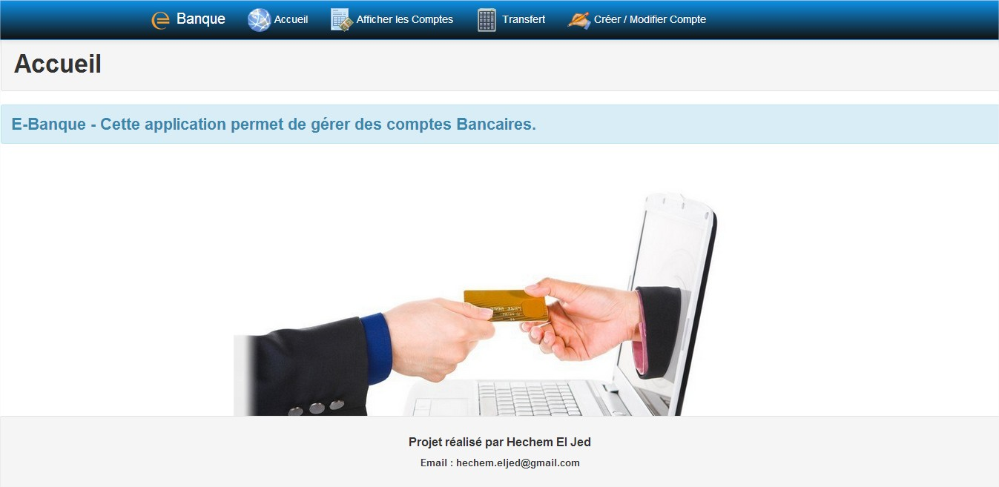 e Banque Accueil Afficher les Comptes Transfert Créer / Modifier Compte
Accueil
E-Banque - Cette application permet de gérer des comptes Bancaires.
Projet réalisé par Hechem El Jed
Email : hechem.eljed@gmail.com